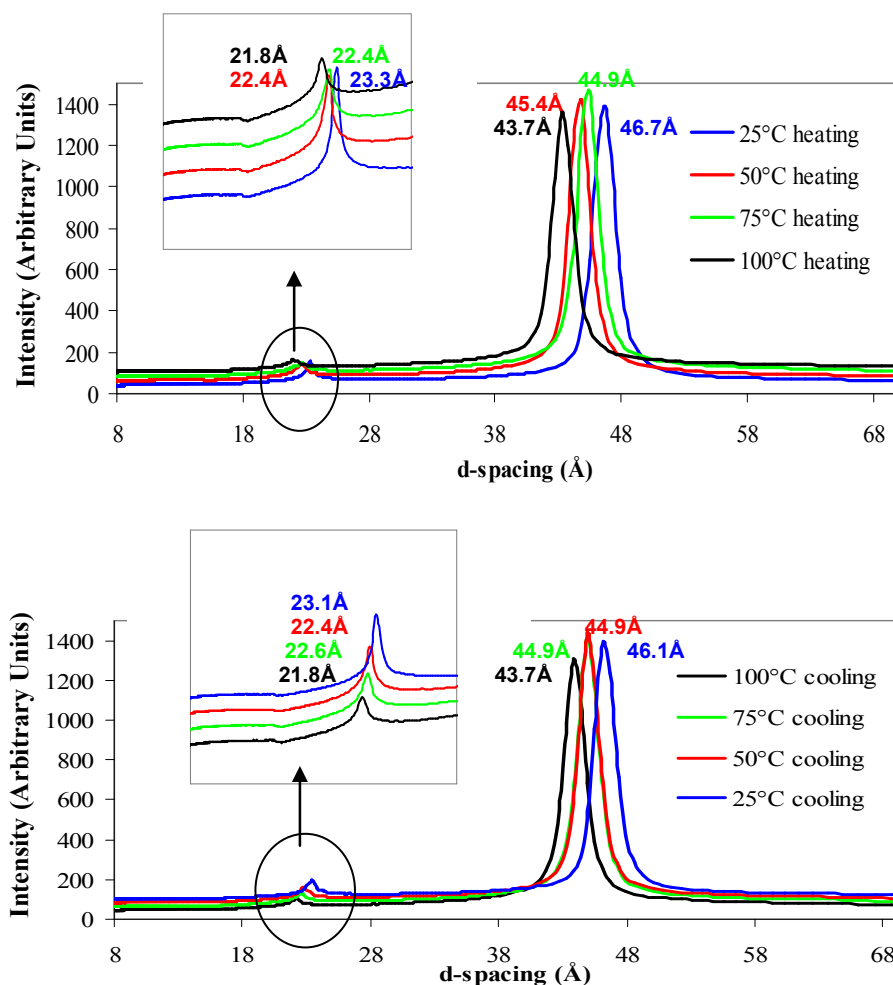 21.8Å 22.4Å
22.4Å 23.3Å
44.9Å
45.4Å
43.7Å 46.7Å
Intensity (Arbitrary Units)
1400
1200
1000
800
600
400
200
0
8 18 28 38 48 58 68
d-spacing (Å)
25°C heating
50°C heating
75°C heating
100°C heating
23.1Å
22.4Å
22.6Å
21.8Å
44.9Å
44.9Å 46.1Å
43.7Å
Intensity (Arbitrary Units)
1400
1200
1000
800
600
400
200
0
8 18 28 38 48 58 68
d-spacing (Å)
100°C cooling
75°C cooling
50°C cooling
25°C cooling